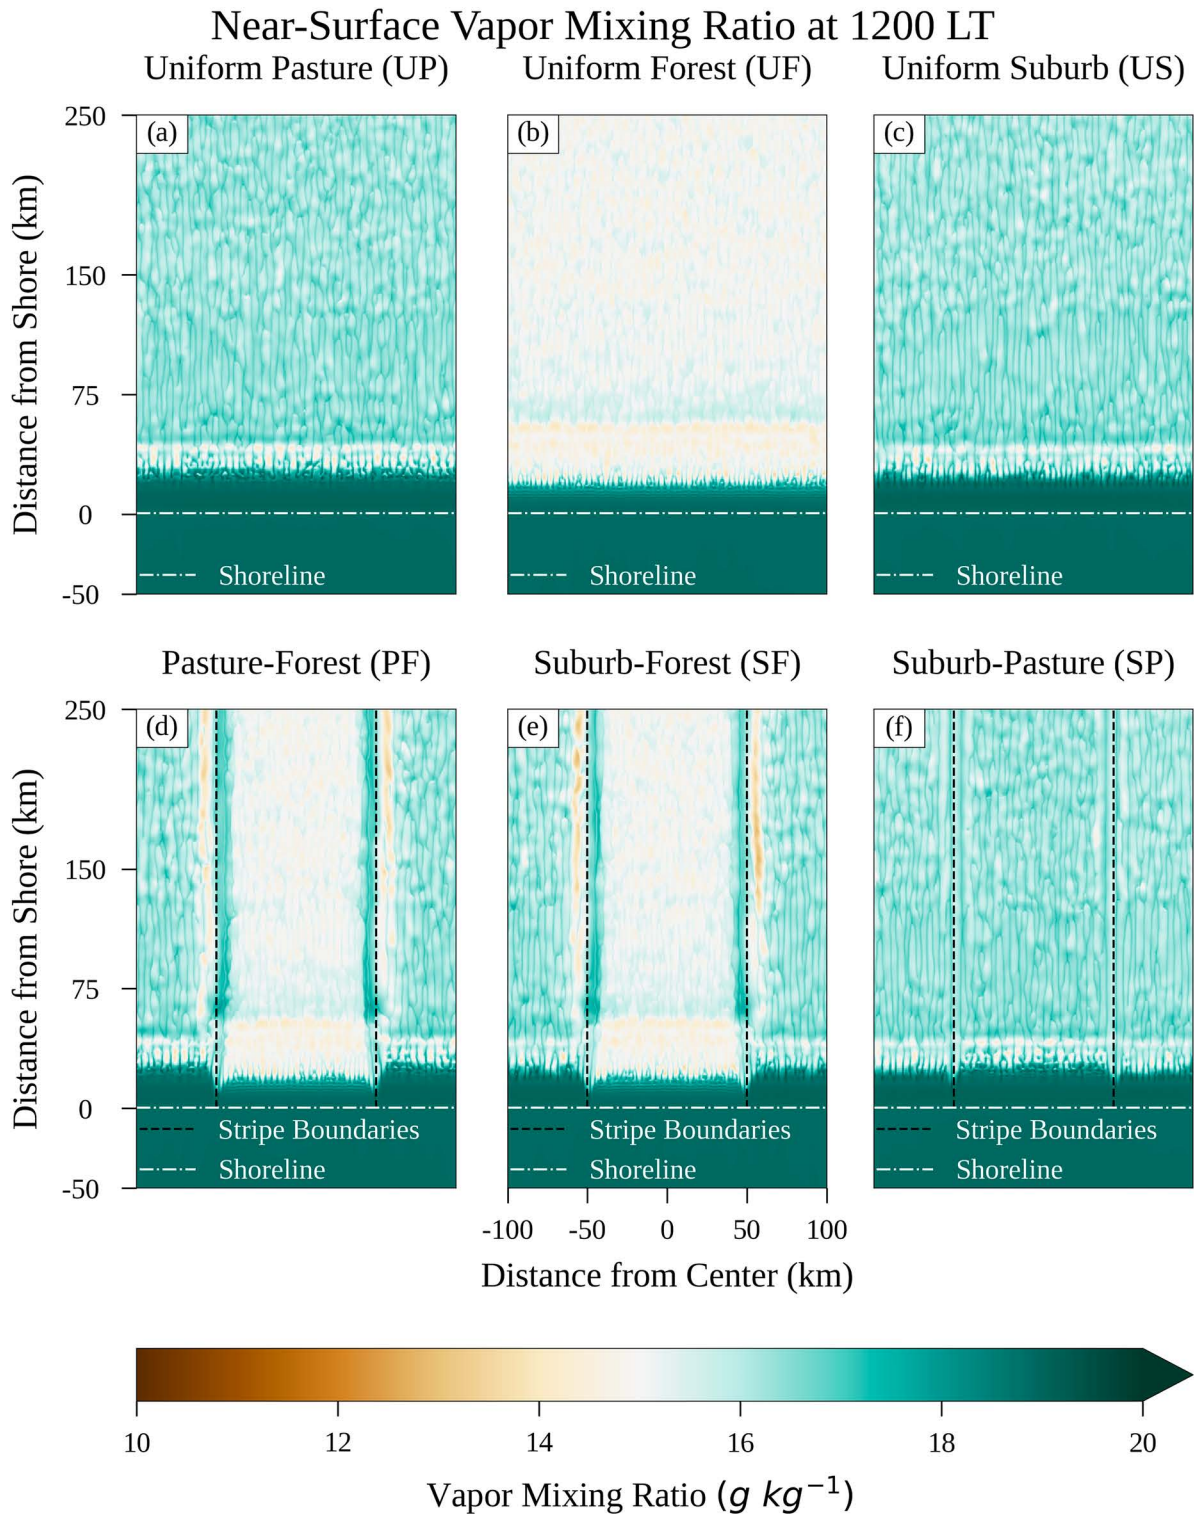 Near-Surface Vapor Mixing Ratio at 1200 LT
Uniform Pasture (UP)
Uniform Forest (UF)
Uniform Suburb (US)
(a)
(b)
(c)
250
150
75
0
-50
Distance from Shore (km)
Shoreline
Shoreline
Shoreline
Pasture-Forest (PF)
Suburb-Forest (SF)
Suburb-Pasture (SP)
(d)
(e)
(f)
250
150
75
0
-50
Distance from Shore (km)
Stripe Boundaries
Shoreline
Stripe Boundaries
Shoreline
Stripe Boundaries
Shoreline
-100 -50 0 50 100
Distance from Center (km)
10 12 14 16 18 20
Vapor Mixing Ratio (g kg⁻¹)